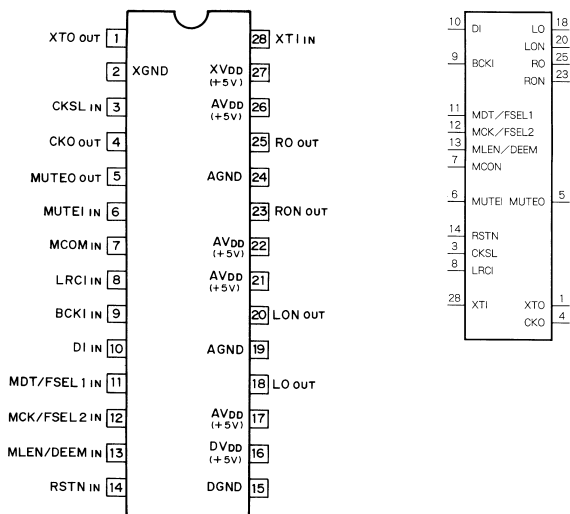 XTO OUT 1
28 XTI IN
2 XGND
XVDD 27
(+5V)
CKSL IN 3
AVDD 26
(+5V)
CKO OUT 4
25 RO OUT
MUTEO OUT 5
AGND 24
MUTEI IN 6
23 RON OUT
MCOM IN 7
AVDD 22
(+5V)
LRCI IN 8
AVDD 21
(+5V)
BCKI IN 9
20 LON OUT
DI IN 10
AGND 19
MDT/FSEL1 IN 11
18 LO OUT
MCK/FSEL2 IN 12
AVDD 17
(+5V)
MLEN/DEEM IN 13
DVDD 16
(+5V)
RSTN IN 14
DGND 15
10 DI LO 18
LON 20
9 BCKI RO 25
RON 23
11 MDT/FSEL1
12 MCK/FSEL2
13 MLEN/DEEM
7 MCON
6 MUTEI MUTEO 5
14 RSTN
3 CKSL
8 LRCI
28 XTI XTO 1
CKO 4